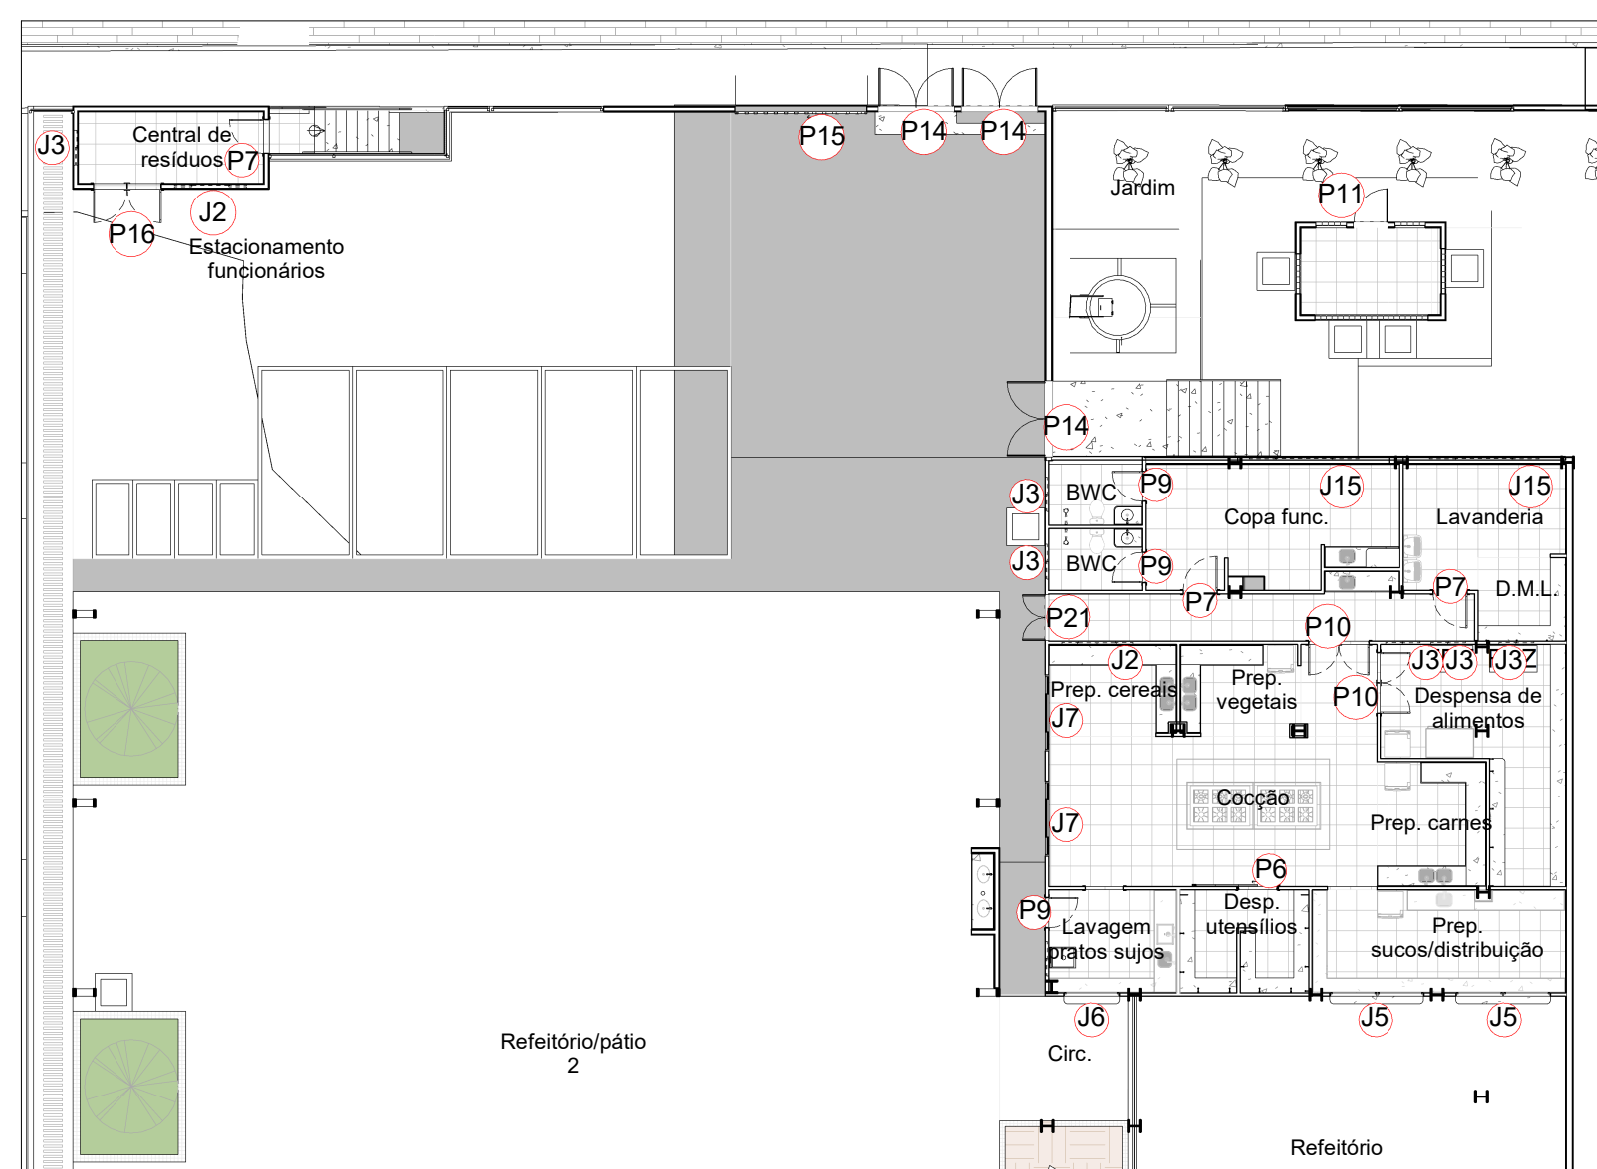 J3
Central de
resíduos
P7
P15
P14
P14
Jardim
P11
P16
J2
Estacionamento
funcionários
P14
J3
BWC
P9
J15
J15
Copa func.
Lavanderia
J3
BWC
P9
P7
P7
D.M.L.
P21
P10
J2
Prep. cereais
Prep.
vegetais
J3
J3
J3
P10
Despensa de
alimentos
J7
Cocção
J7
Prep. carnes
P6
P9
Lavagem
pratos sujos
Desp.
utensílios
Prep.
sucos/distribuição
J6
J5
J5
Refeitório/pátio
2
Circ.
Refeitório